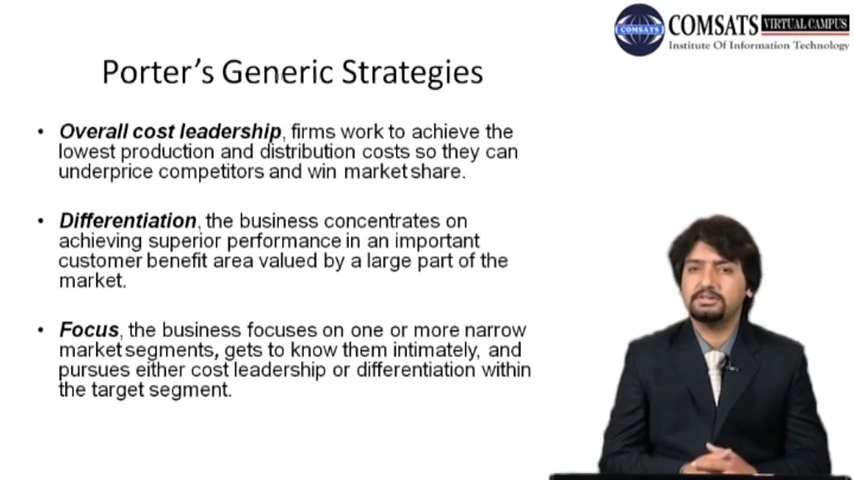 COMSATS VIRTUAL CAMPUS
COMSATS
Institute Of Information Technology
Porter's Generic Strategies
• Overall cost leadership, firms work to achieve the
lowest production and distribution costs so they can
underprice competitors and win market share.
• Differentiation, the business concentrates on
achieving superior performance in an important
customer benefit area valued by a large part of the
market.
• Focus, the business focuses on one or more narrow
market segments, gets to know them intimately, and
pursues either cost leadership or differentiation within
the target segment.